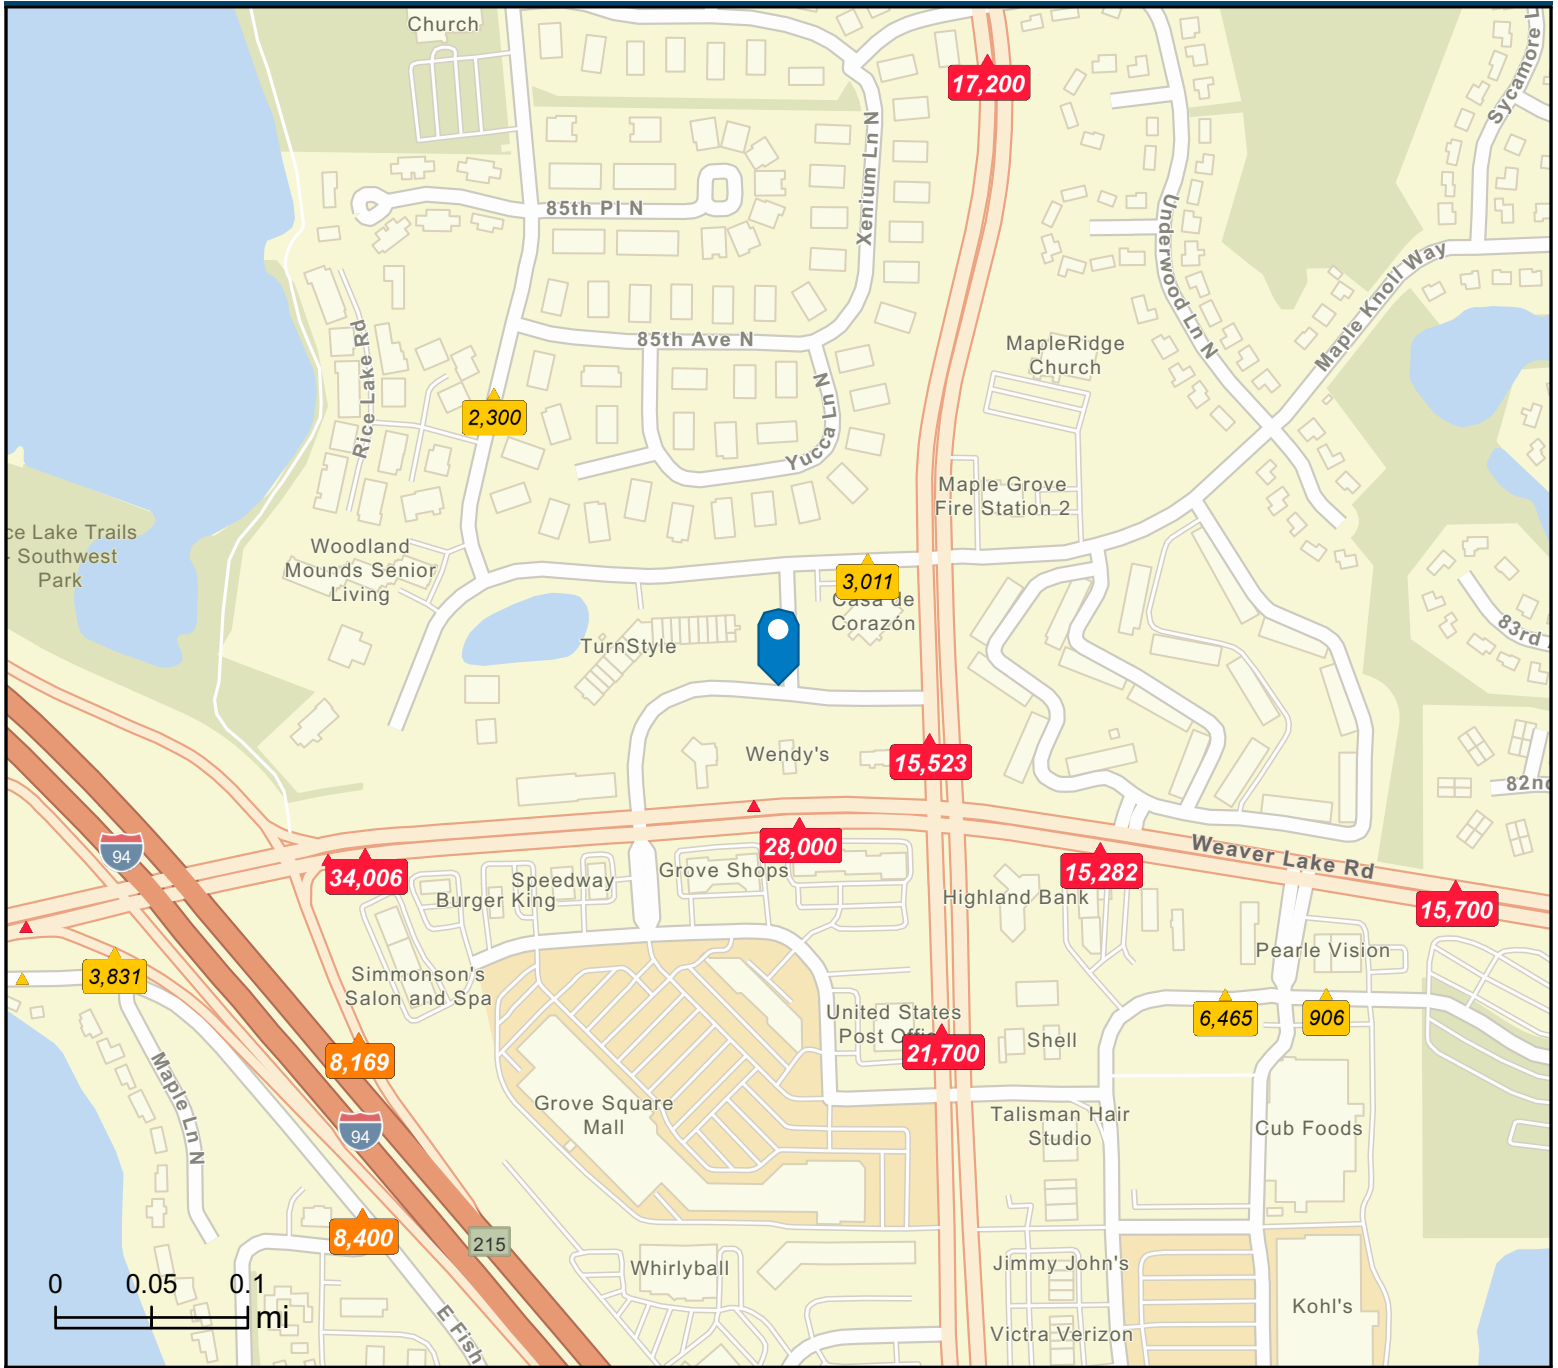 Church
17,200
Sycamore L
85th Pl N
Xenium Ln N
Underwood Ln N
Maple Knoll Way
Rice Lake Rd
85th Ave N
MapleRidge
Church
2,300
Yucca Ln N
Maple Grove
Fire Station 2
ce Lake Trails
- Southwest
Park
Woodland
Mounds Senior
Living
3,011
Casa de
Corazón
TurnStyle
83rd
Wendy's
15,523
82nd
94
28,000
Weaver Lake Rd
34,006
Speedway
Grove Shops
15,282
Burger King
Highland Bank
15,700
Pearle Vision
3,831
Simmonson's
Salon and Spa
United States
Post Offi
6,465
906
8,169
21,700
Shell
Maple Ln N
94
Grove Square
Mall
Talisman Hair
Studio
Cub Foods
8,400
215
Whirlyball
Jimmy John's
0 0.05 0.1
mi
Kohl's
E Fish
Victra Verizon